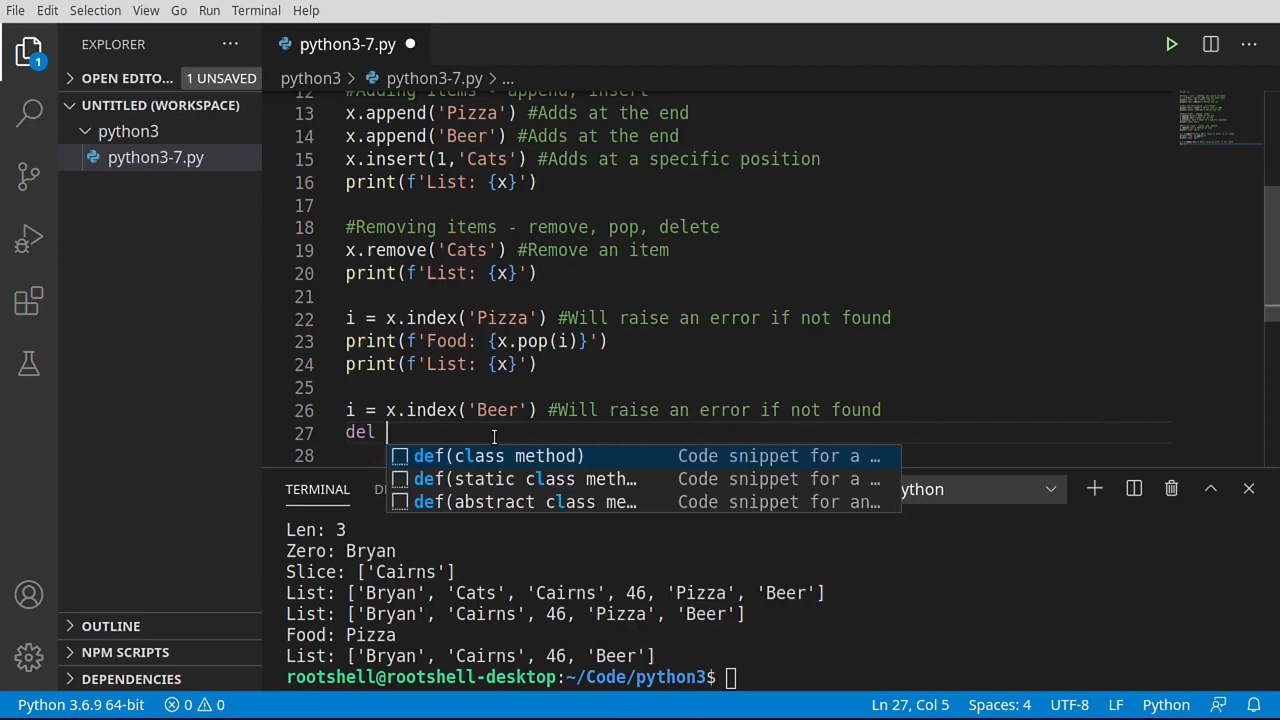 File Edit Selection View Go Run Terminal Help
EXPLORER
python3-7.py
OPEN EDITO... 1 UNSAVED
python3 > python3-7.py > ...
UNTITLED (WORKSPACE)
python3
python3-7.py
1
12 #Adding items - append, insert
13 x.append('Pizza') #Adds at the end
14 x.append('Beer') #Adds at the end
15 x.insert(1,'Cats') #Adds at a specific position
16 print(f'List: {x}')
17
18 #Removing items - remove, pop, delete
19 x.remove('Cats') #Remove an item
20 print(f'List: {x}')
21
22 i = x.index('Pizza') #Will raise an error if not found
23 print(f'Food: {x.pop(i)}')
24 print(f'List: {x}')
25
26 i = x.index('Beer') #Will raise an error if not found
27 del
28
def(class method) Code snippet for a ...
def(static class meth... Code snippet for a ...
def(abstract class me... Code snippet for an...
TERMINAL
Len: 3
Zero: Bryan
Slice: ['Cairns']
List: ['Bryan', 'Cats', 'Cairns', 46, 'Pizza', 'Beer']
List: ['Bryan', 'Cairns', 46, 'Pizza', 'Beer']
Food: Pizza
List: ['Bryan', 'Cairns', 46, 'Beer']
rootshell@rootshell-desktop:~/Code/python3$
OUTLINE
NPM SCRIPTS
DEPENDENCIES
Python 3.6.9 64-bit 0 0 Ln 27, Col 5 Spaces: 4 UTF-8 LF Python